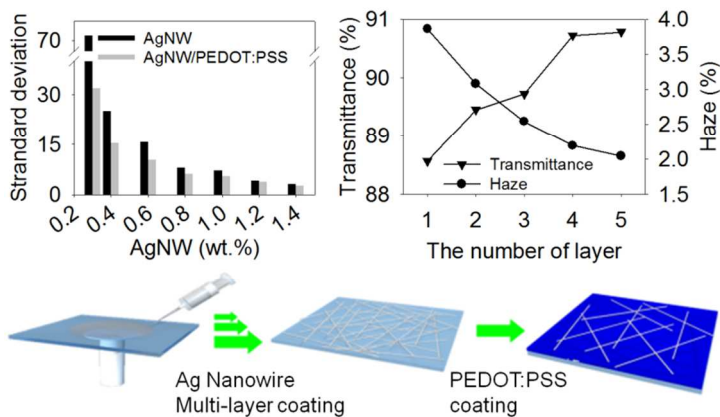 70
30
15
0
Strandard deviation
AgNW
AgNW/PEDOT:PSS
0.2
0.4
0.6
0.8
1.0
1.2
1.4
AgNW (wt.%)
91
90
89
88
Transmittance (%)
4.0
3.5
3.0
2.5
2.0
1.5
Haze (%)
Transmittance
Haze
1 2 3 4 5
The number of layer
Ag Nanowire
Multi-layer coating
PEDOT:PSS
coating